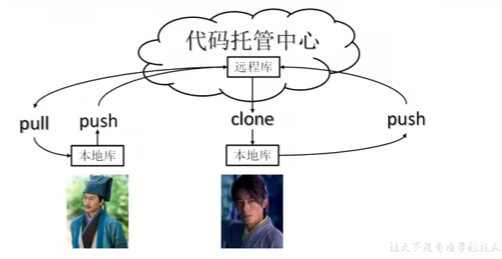 代码托管中心
远程库
pull
push
clone
push
本地库
本地库
让天下没有难学的技术